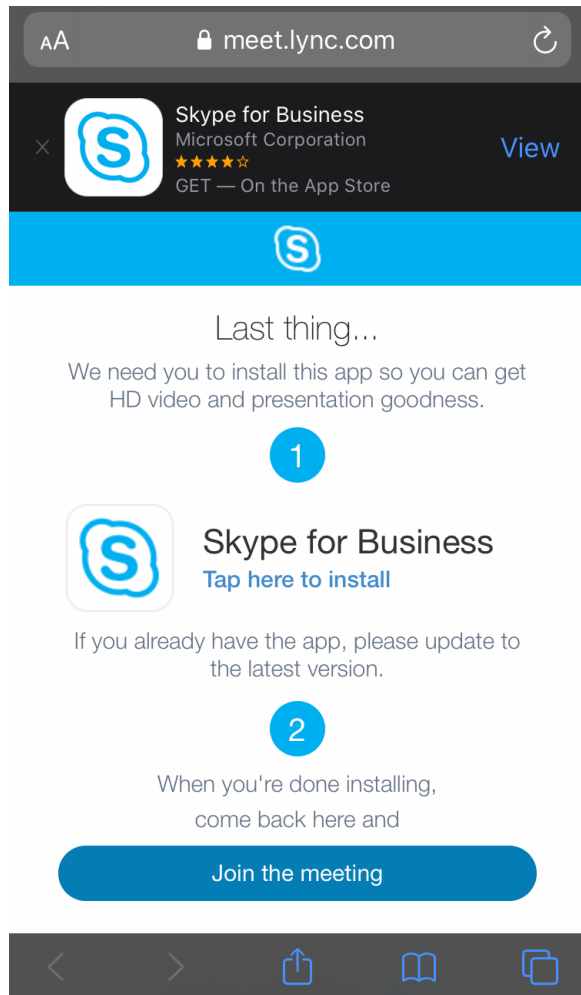 AA
meet.lync.com
Skype for Business
Microsoft Corporation
GET — On the App Store
View
Last thing...
We need you to install this app so you can get
HD video and presentation goodness.
1
Skype for Business
Tap here to install
If you already have the app, please update to
the latest version.
2
When you're done installing,
come back here and
Join the meeting